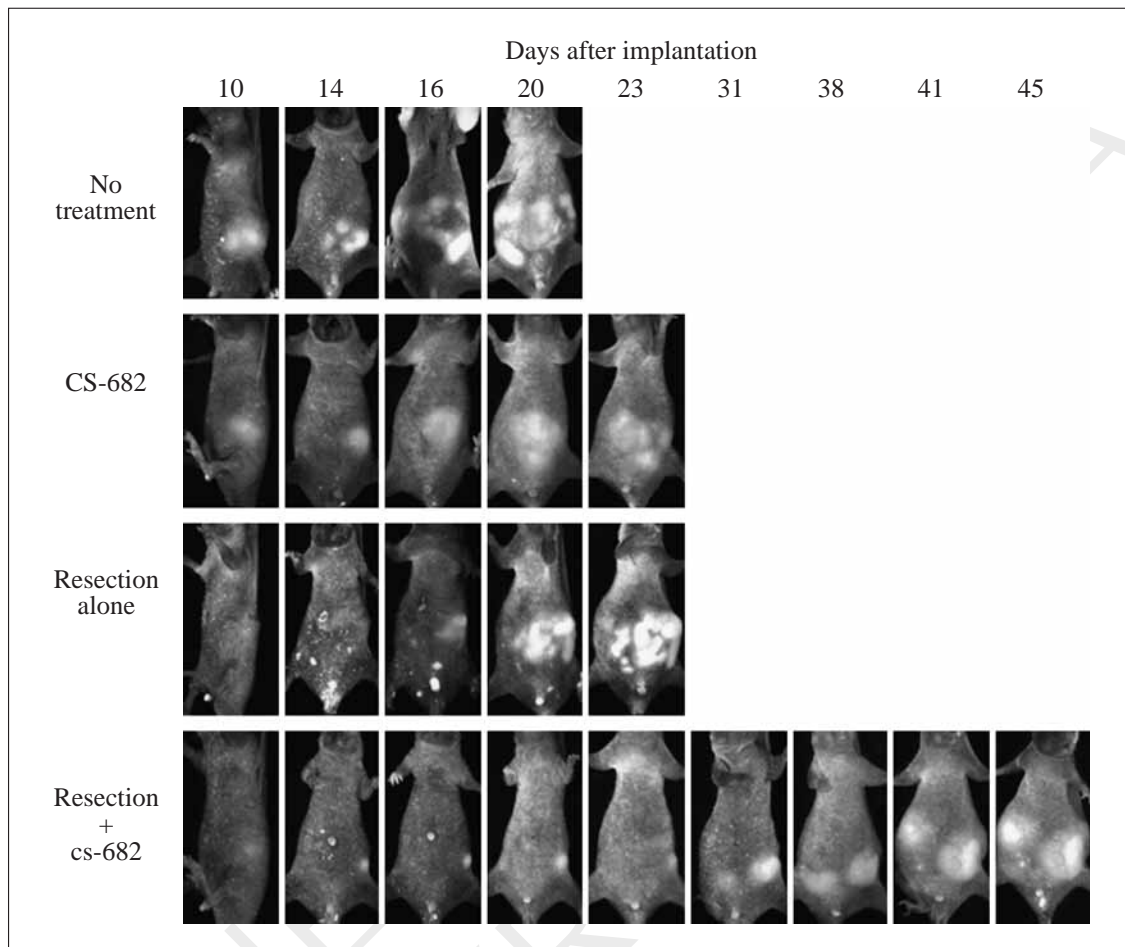 Days after implantation
10 14 16 20 23 31 38 41 45
No
treatment
CS-682
Resection
alone
Resection
+
cs-682